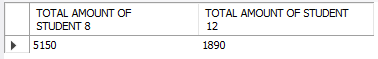 TOTAL AMOUNT OF
STUDENT 8
TOTAL AMOUNT OF STUDENT
12
5150
1890